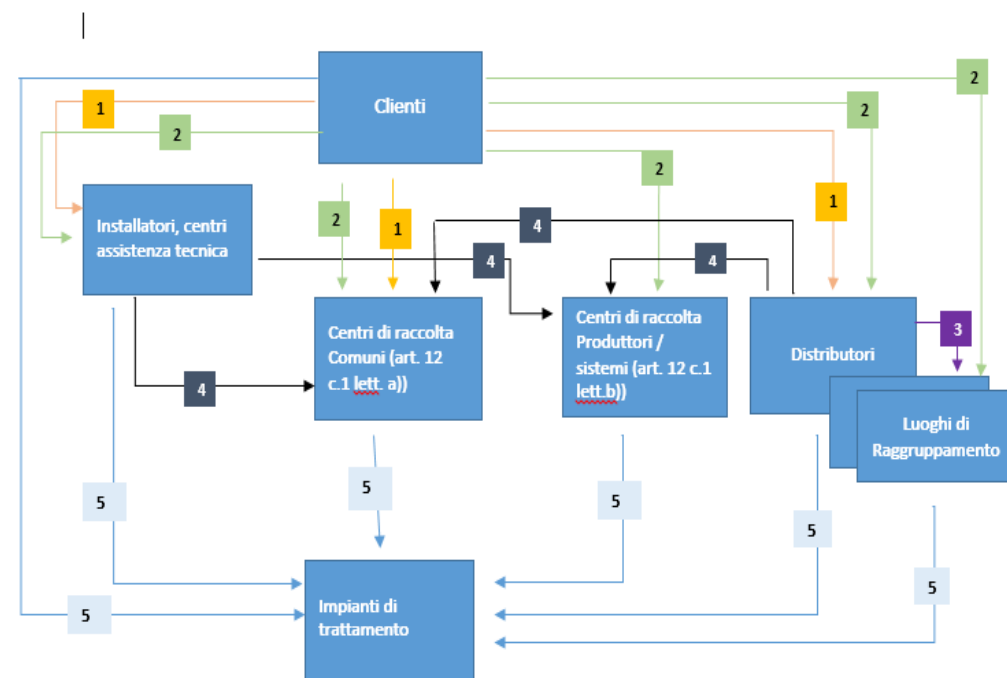 Clienti
2
1
2
2
2
2
1
1
4
4
4
Installatori, centri
assistenza tecnica
Centri di raccolta
Comuni (art. 12
c.1 lett. a))
Centri di raccolta
Produttori /
sistemi (art. 12 c.1
lett.b))
Distributori
3
4
Luoghi di
Raggruppamento
5
5
5
5
5
5
Impianti di
trattamento